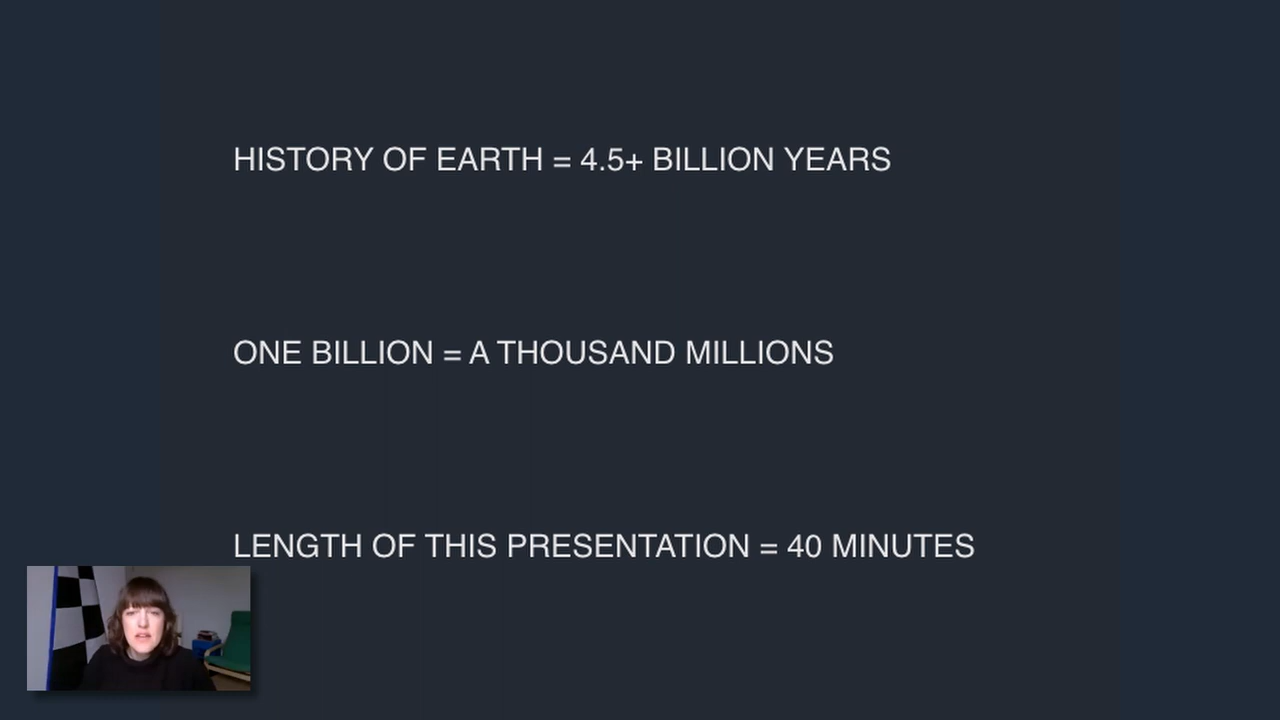 HISTORY OF EARTH = 4.5+ BILLION YEARS
ONE BILLION = A THOUSAND MILLIONS
LENGTH OF THIS PRESENTATION = 40 MINUTES